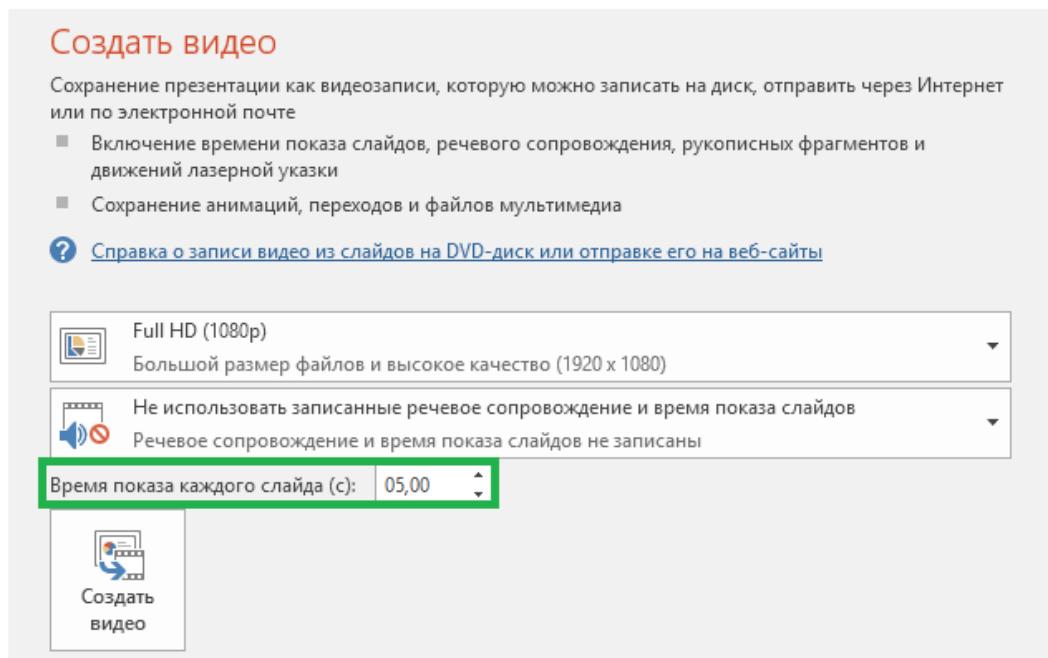 Создать видео
Сохранение презентации как видеозаписи, которую можно записать на диск, отправить через Интернет
или по электронной почте
Включение времени показа слайдов, речевого сопровождения, рукописных фрагментов и
движений лазерной указки
Сохранение анимаций, переходов и файлов мультимедиа
? Справка о записи видео из слайдов на DVD-диск или отправке его на веб-сайты
Full HD (1080p)
Большой размер файлов и высокое качество (1920 x 1080)
Не использовать записанные речевое сопровождение и время показа слайдов
Речевое сопровождение и время показа слайдов не записаны
Время показа каждого слайда (с): 05,00
Создать
видео